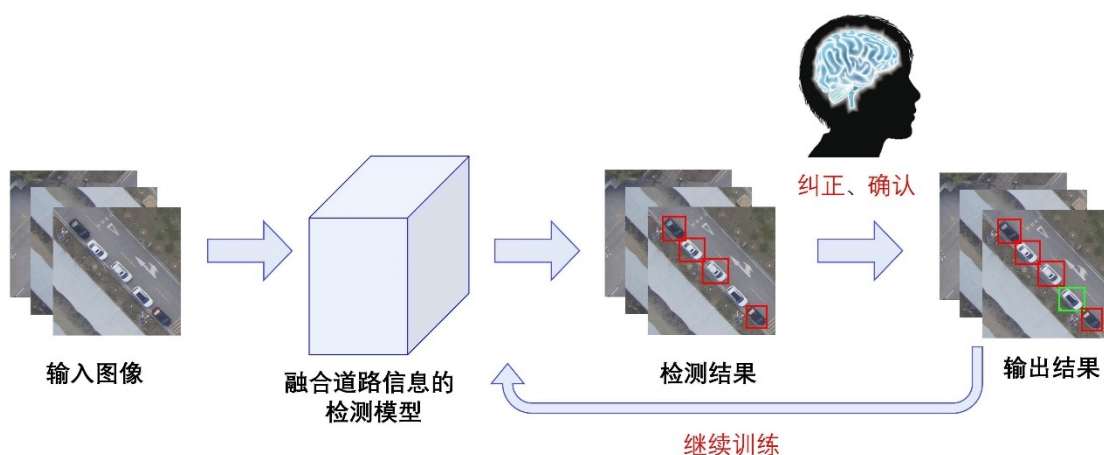 纠正、确认
输入图像
融合道路信息的
检测模型
检测结果
输出结果
继续训练